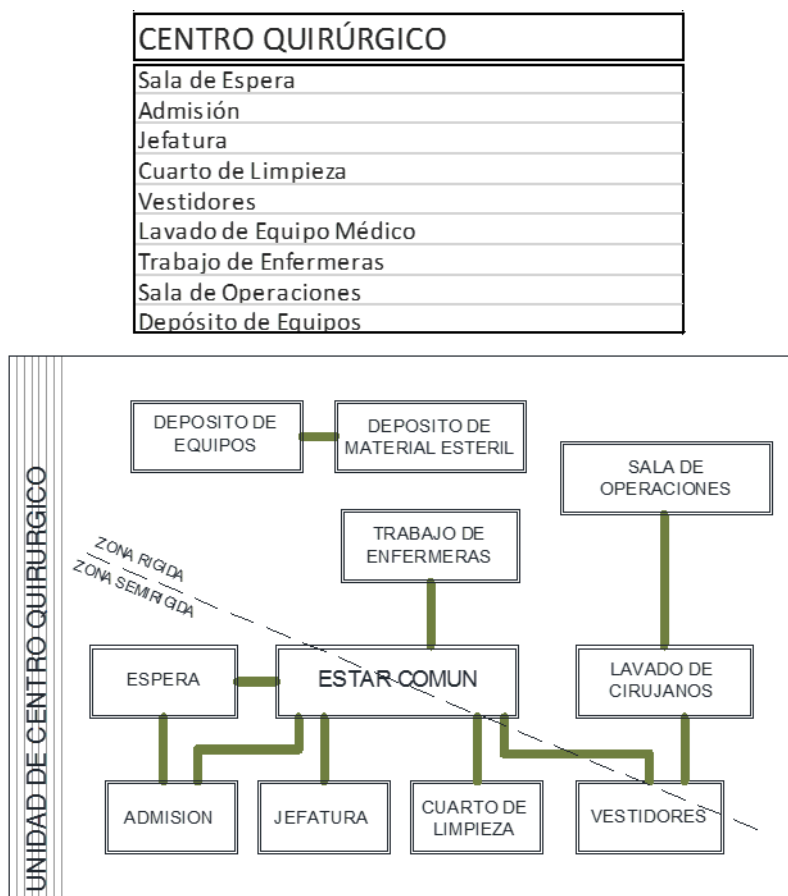 CENTRO QUIRÚRGICO
Sala de Espera
Admisión
Jefatura
Cuarto de Limpieza
Vestidores
Lavado de Equipo Médico
Trabajo de Enfermeras
Sala de Operaciones
Depósito de Equipos
UNIDAD DE CENTRO QUIRURGICO
DEPOSITO DE
EQUIPOS
DEPOSITO DE
MATERIAL ESTERIL
SALA DE
OPERACIONES
TRABAJO DE
ENFERMERAS
ZONA RIGIDA
ZONA SEMIRIGIDA
ESPERA
ESTAR COMUN
LAVADO DE
CIRUJANOS
ADMISION
JEFATURA
CUARTO DE
LIMPIEZA
VESTIDORES